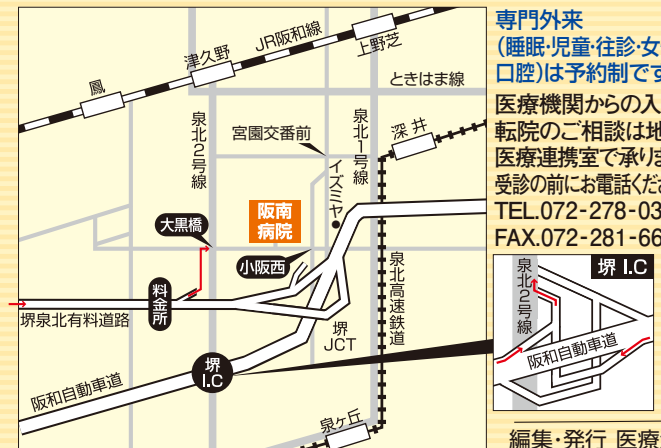 鳳
津久野
JR阪和線
上野芝
ときはま線
泉北2号線
宮園交番前
泉北1号線
深井
イズミヤ
阪南
病院
大黒橋
小阪西
料金所
堺泉北有料道路
堺
JCT
泉北高速鉄道
堺
I.C
阪和自動車道
泉ヶ丘
専門外来
(睡眠・児童・往診・女
口腔)は予約制です
医療機関からの入
転院のご相談は地
医療連携室で承りま
受診の前にお電話くださ
TEL.072-278-03
FAX.072-281-66
堺 I.C
泉北2号線
阪和自動車道
編集・発行 医療